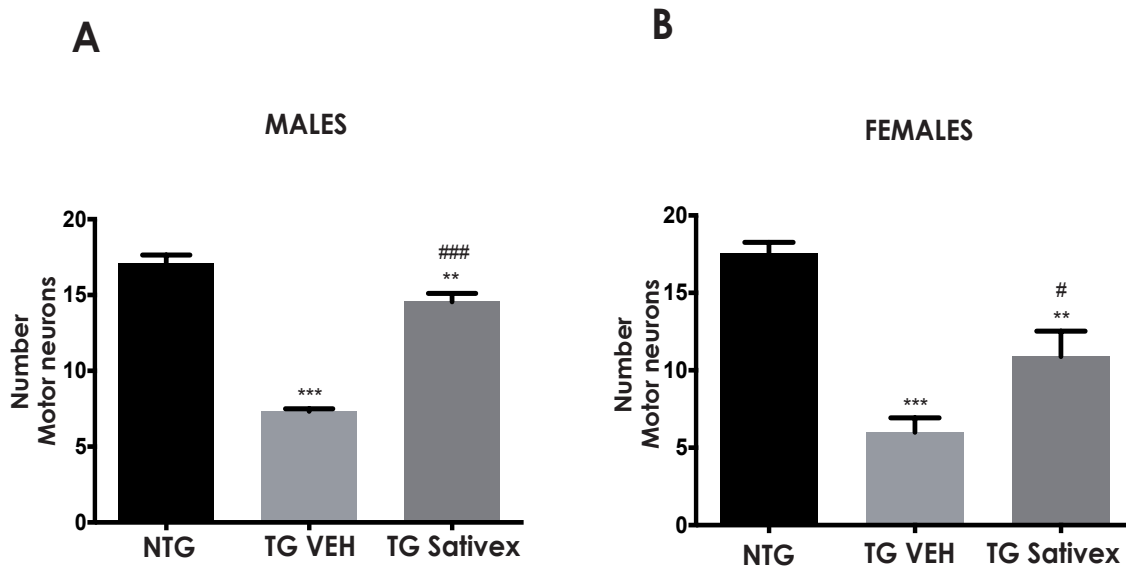 A
MALES
Number
Motor neurons
20
15
10
5
0
***
###
**
NTG
TG VEH
TG Sativex
B
FEMALES
Number
Motor neurons
20
15
10
5
0
***
#
**
NTG
TG VEH
TG Sativex